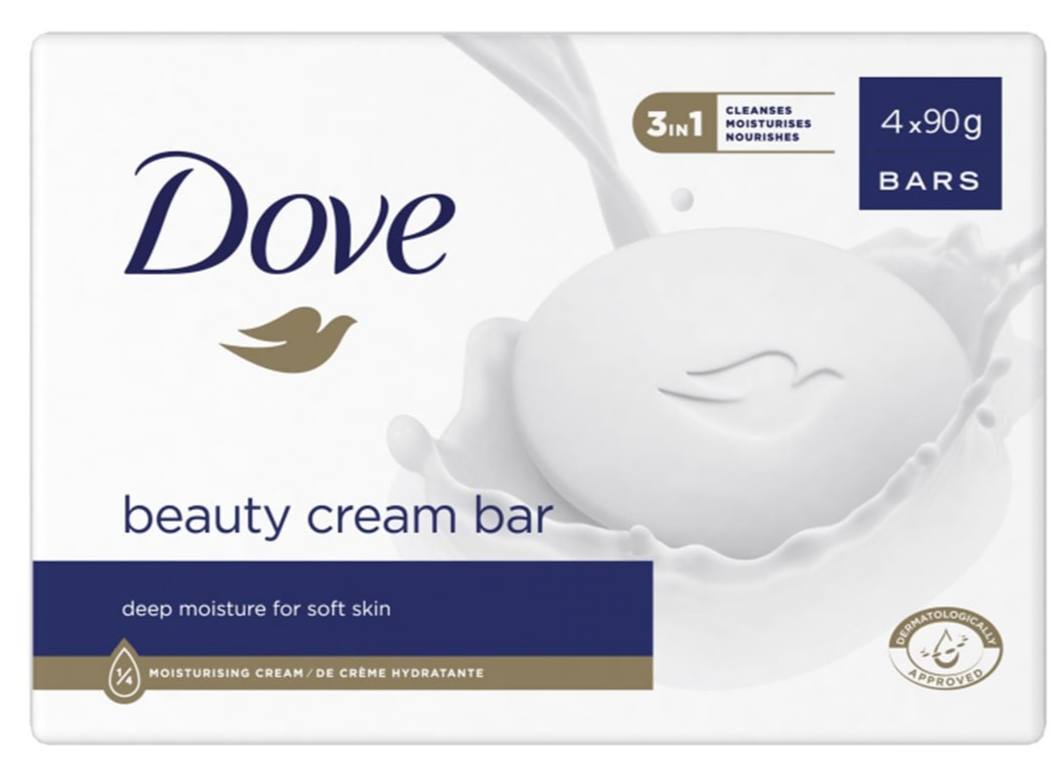 3IN1
CLEANSES
MOISTURISES
NOURISHES
4x90g
BARS
Dove
beauty cream bar
deep moisture for soft skin
1/4 MOISTURISING CREAM / DE CRÈME HYDRATANTE
DERMATOLOGICALLY
APPROVED